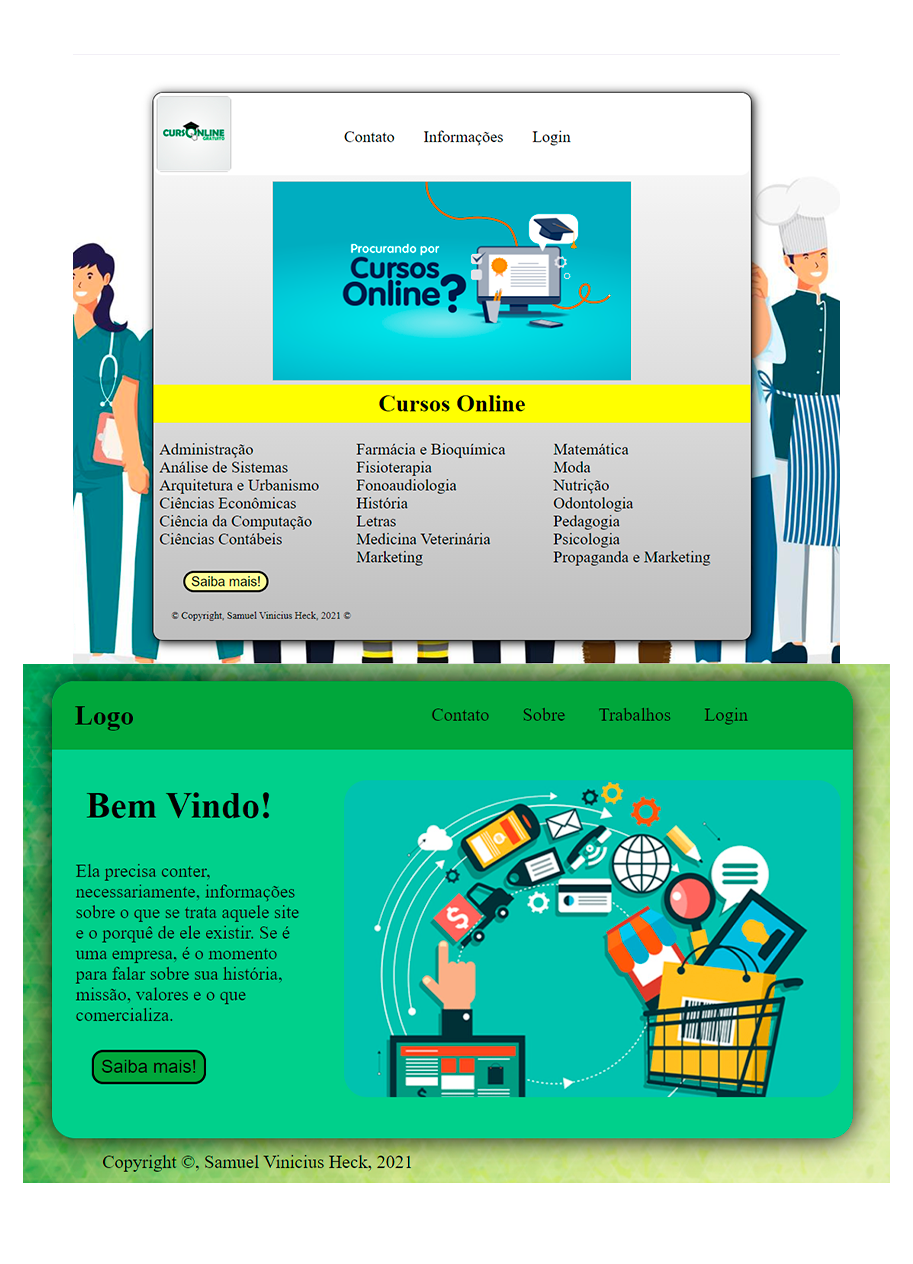 CURSONLINE
GRATUITO
Contato Informações Login
Procurando por
Cursos
Online?
Cursos Online
Administração
Análise de Sistemas
Arquitetura e Urbanismo
Ciências Econômicas
Ciência da Computação
Ciências Contábeis
Farmácia e Bioquímica
Fisioterapia
Fonoaudiologia
História
Letras
Medicina Veterinária
Marketing
Matemática
Moda
Nutrição
Odontologia
Pedagogia
Psicologia
Propaganda e Marketing
Saiba mais!
© Copyright, Samuel Vinicius Heck, 2021 ©
Logo
Contato Sobre Trabalhos Login
Bem Vindo!
Ela precisa conter,
necessariamente, informações
sobre o que se trata aquele site
e o porquê de ele existir. Se é
uma empresa, é o momento
para falar sobre sua história,
missão, valores e o que
comercializa.
Saiba mais!
$
$
Copyright ©, Samuel Vinicius Heck, 2021